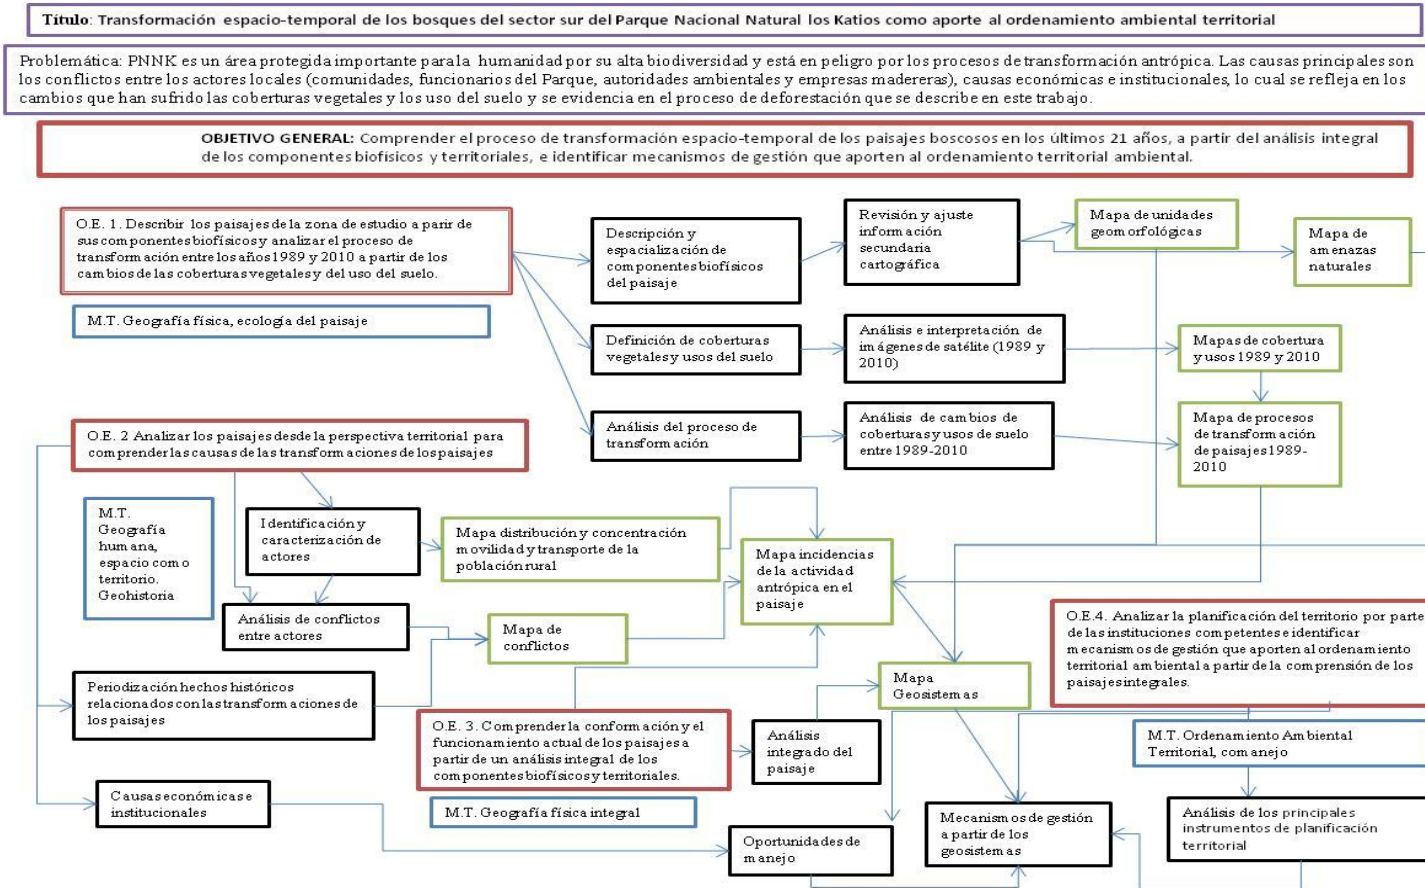 Título: Transformación espacio-temporal de los bosques del sector sur del Parque Nacional Natural los Katios como aporte al ordenamiento ambiental territorial
Problemática: PNNK es un área protegida importante para la humanidad por su alta biodiversidad y está en peligro por los procesos de transformación antrópica. Las causas principales son
los conflictos entre los actores locales (comunidades, funcionarios del Parque, autoridades ambientales y empresas madereras), causas económicas e institucionales, lo cual se refleja en los
cambios que han sufrido las coberturas vegetales y los uso del suelo y se evidencia en el proceso de deforestación que se describe en este trabajo.
OBJETIVO GENERAL: Comprender el proceso de transformación espacio-temporal de los paisajes boscosos en los últimos 21 años, a partir del análisis integral
de los componentes biofísicos y territoriales, e identificar mecanismos de gestión que aporten al ordenamiento territorial ambiental.
O.E. 1. Describir los paisajes de la zona de estudio a parir de
sus componentes biofísicos y analizar el proceso de
transformación entre los años 1989 y 2010 a partir de los
cambios de las coberturas vegetales y del uso del suelo.
M.T. Geografía física, ecología del paisaje
Descripción y
espacialización de
componentes biofísicos
del paisaje
Revisión y ajuste
información
secundaria
cartográfica
Mapa de unidades
geomorfológicas
Mapa de
amenazas
naturales
Definición de coberturas
vegetales y usos del suelo
Análisis e interpretación de
imágenes de satélite (1989 y
2010)
Mapas de cobertura
y usos 1989 y 2010
Análisis del proceso de
transformación
Análisis de cambios de
coberturas y usos de suelo
entre 1989-2010
Mapa de procesos
de transformación
de paisajes 1989-
2010
O.E. 2 Analizar los paisajes desde la perspectiva territorial para
comprender las causas de las transformaciones de los paisajes
M.T.
Geografía
humana,
espacio como
territorio.
Geohistoria
Identificación y
caracterización de
actores
Mapa distribución y concentración
movilidad y transporte de la
población rural
Mapa incidencias
de la actividad
antrópica en el
paisaje
Análisis de conflictos
entre actores
Mapa de
conflictos
Periodización hechos históricos
relacionados con las transformaciones de
los paisajes
Causas económicas e
institucionales
O.E. 3. Comprender la conformación y el
funcionamiento actual de los paisajes a
partir de un análisis integral de los
componentes biofísicos y territoriales.
M.T. Geografía física integral
Análisis
integrado del
paisaje
Mapa
Geosistemas
O.E.4. Analizar la planificación del territorio por parte
de las instituciones competentes e identificar
mecanismos de gestión que aporten al ordenamiento
territorial ambiental a partir de la comprensión de los
paisajes integrales.
M.T. Ordenamiento Ambiental
Territorial, comanejo
Oportunidades de
manejo
Mecanismos de gestión
a partir de los
geosistemas
Análisis de los principales
instrumentos de planificación
territorial